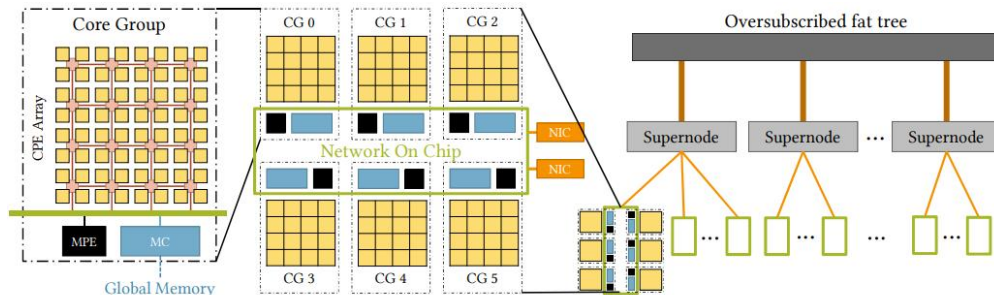 Core Group
CPE Array
MPE
MC
Global Memory
CG 0
CG 1
CG 2
Network On Chip
NIC
NIC
CG 3
CG 4
CG 5
Oversubscribed fat tree
Supernode
Supernode
...
Supernode
...
...
...
...